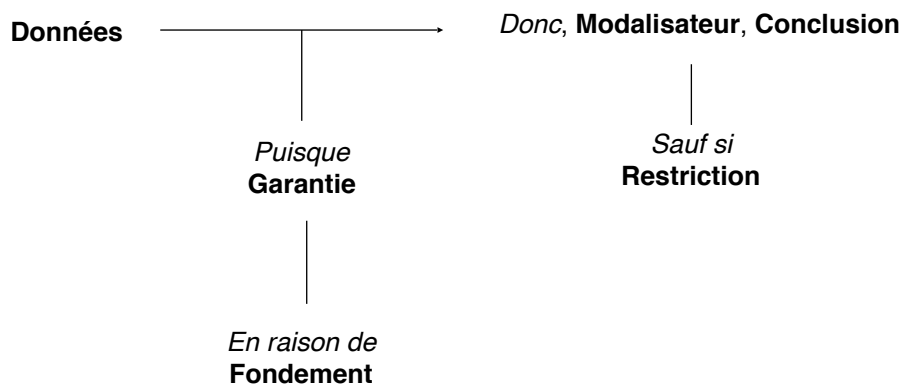 Données
Donc, Modalisateur, Conclusion
Puisque
Garantie
Sauf si
Restriction
En raison de
Fondement